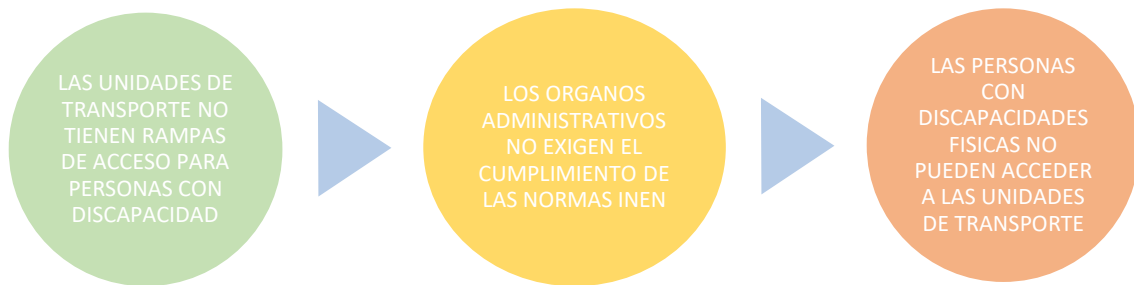 LAS UNIDADES DE
TRANSPORTE NO
TIENEN RAMPAS
DE ACCESO PARA
PERSONAS CON
DISCAPACIDAD
LOS ORGANOS
ADMINISTRATIVOS
NO EXIGEN EL
CUMPLIMIENTO DE
LAS NORMAS INEN
LAS PERSONAS
CON
DISCAPACIDADES
FISICAS NO
PUEDEN ACCEDER
A LAS UNIDADES
DE TRANSPORTE